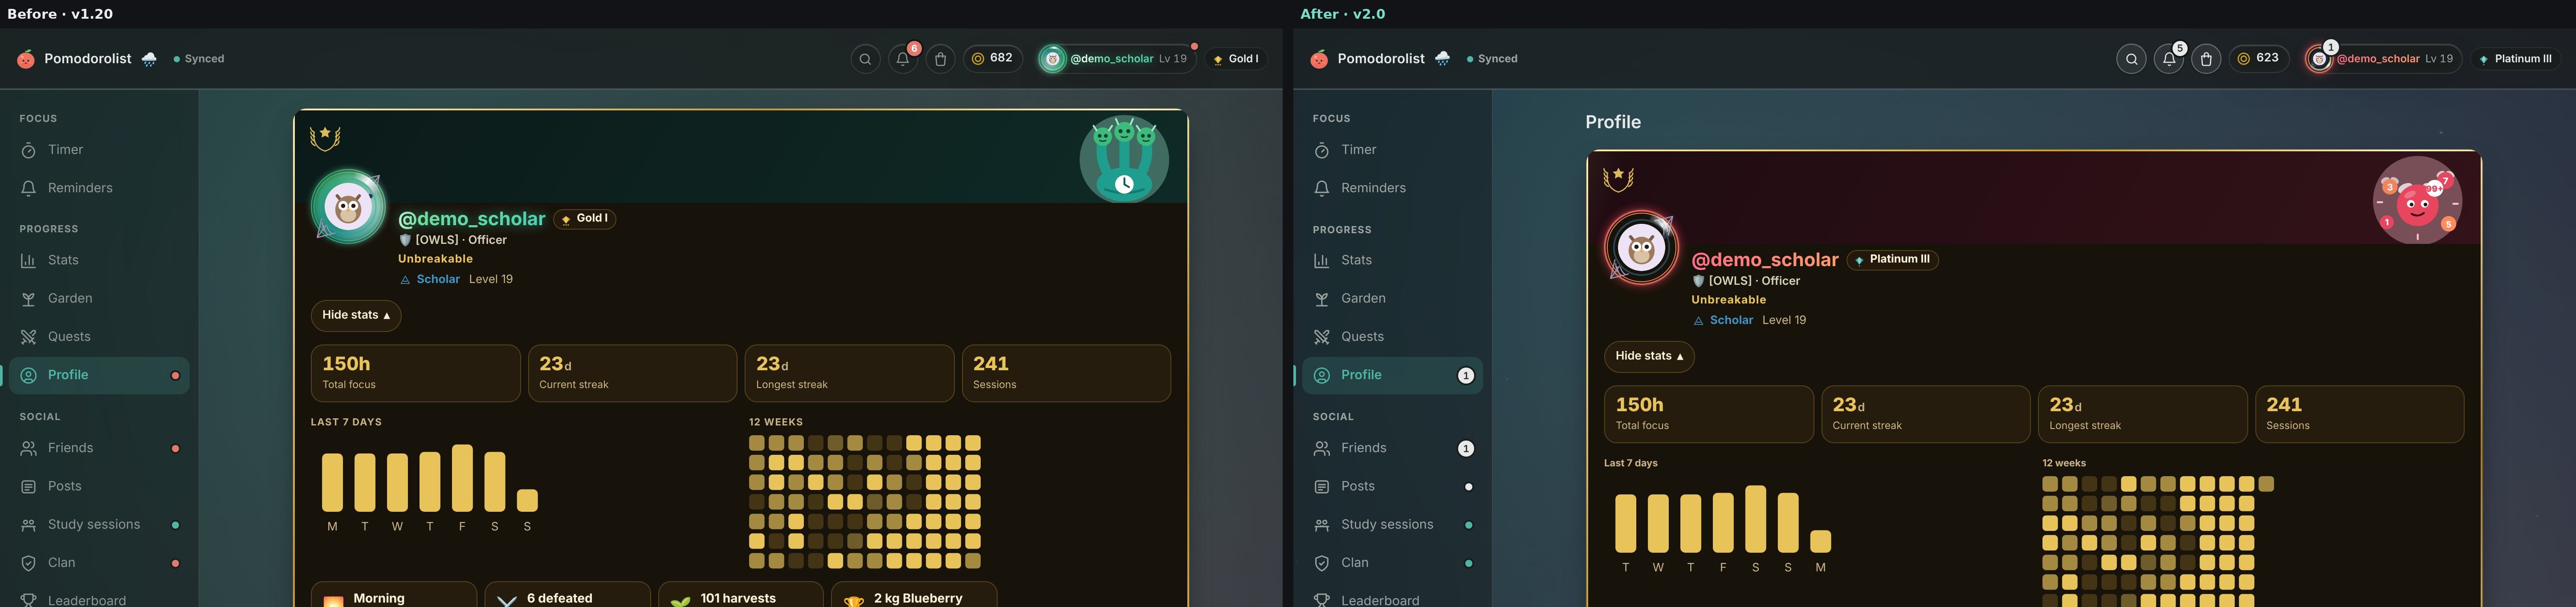 Before · v1.20
Pomodorolist
Synced
6
682
@demo_scholar Lv 19
Gold I
FOCUS
Timer
Reminders
PROGRESS
Stats
Garden
Quests
Profile
SOCIAL
Friends
Posts
Study sessions
Clan
Leaderboard
@demo_scholar
Gold I
[OWLS] · Officer
Unbreakable
Scholar Level 19
Hide stats ▲
150h
Total focus
23d
Current streak
23d
Longest streak
241
Sessions
LAST 7 DAYS
M T W T F S S
12 WEEKS
Morning
6 defeated
101 harvests
2 kg Blueberry
After · v2.0
Pomodorolist
Synced
5
623
1
@demo_scholar Lv 19
Platinum III
FOCUS
Timer
Reminders
PROGRESS
Stats
Garden
Quests
Profile 1
SOCIAL
Friends 1
Posts
Study sessions
Clan
Leaderboard
Profile
3
99+
7
1
5
@demo_scholar
Platinum III
[OWLS] · Officer
Unbreakable
Scholar Level 19
Hide stats ▲
150h
Total focus
23d
Current streak
23d
Longest streak
241
Sessions
Last 7 days
T W T F S S M
12 weeks